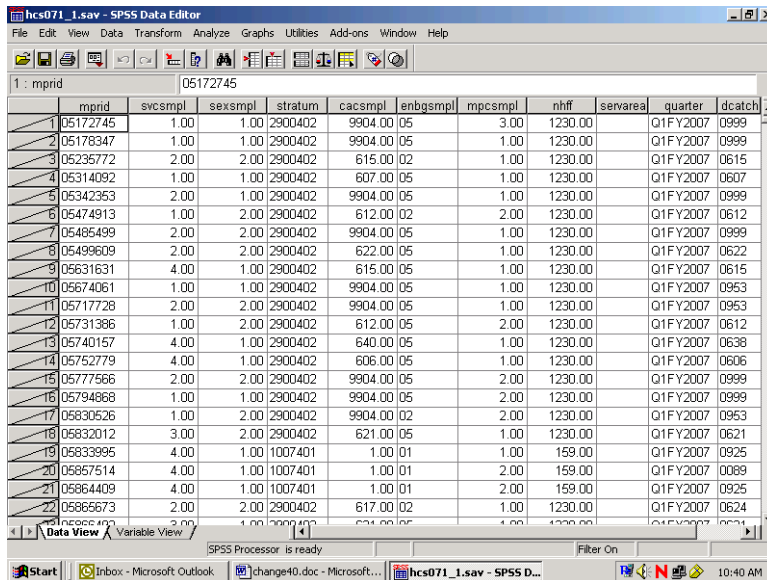 hcs071_1.sav - SPSS Data Editor
File Edit View Data Transform Analyze Graphs Utilities Add-ons Window Help
1 : mprid 05172745
mprid svcsmpl sexsmpl stratum cacsmpl enbgsmpl mpcsmpl nhff servarea quarter dcatch
1 05172745 1.00 1.00 2900402 9904.00 05 3.00 1230.00 Q1FY2007 0999
2 05178347 1.00 1.00 2900402 9904.00 05 1.00 1230.00 Q1FY2007 0999
3 05235772 2.00 2.00 2900402 615.00 02 1.00 1230.00 Q1FY2007 0615
4 05314092 1.00 1.00 2900402 607.00 05 1.00 1230.00 Q1FY2007 0607
5 05342353 2.00 1.00 2900402 9904.00 05 1.00 1230.00 Q1FY2007 0999
6 05474913 1.00 2.00 2900402 612.00 02 2.00 1230.00 Q1FY2007 0612
7 05485499 2.00 2.00 2900402 9904.00 05 1.00 1230.00 Q1FY2007 0999
8 05499609 2.00 2.00 2900402 622.00 05 1.00 1230.00 Q1FY2007 0622
9 05631631 4.00 1.00 2900402 615.00 05 1.00 1230.00 Q1FY2007 0615
10 05674061 1.00 1.00 2900402 9904.00 05 1.00 1230.00 Q1FY2007 0953
11 05717728 2.00 2.00 2900402 9904.00 05 1.00 1230.00 Q1FY2007 0953
12 05731386 1.00 2.00 2900402 612.00 05 2.00 1230.00 Q1FY2007 0612
13 05740157 4.00 1.00 2900402 640.00 05 1.00 1230.00 Q1FY2007 0638
14 05752779 4.00 1.00 2900402 606.00 05 1.00 1230.00 Q1FY2007 0606
15 05777566 2.00 2.00 2900402 9904.00 05 2.00 1230.00 Q1FY2007 0999
16 05794868 1.00 1.00 2900402 9904.00 05 2.00 1230.00 Q1FY2007 0999
17 05830526 1.00 2.00 2900402 9904.00 02 2.00 1230.00 Q1FY2007 0953
18 05832012 3.00 2.00 2900402 621.00 05 1.00 1230.00 Q1FY2007 0621
19 05833995 4.00 1.00 1007401 1.00 01 1.00 159.00 Q1FY2007 0925
20 05857514 4.00 1.00 1007401 1.00 01 2.00 159.00 Q1FY2007 0089
21 05864409 4.00 1.00 1007401 1.00 01 2.00 159.00 Q1FY2007 0925
22 05865673 2.00 2.00 2900402 617.00 02 1.00 1230.00 Q1FY2007 0624
Data View Variable View
SPSS Processor is ready Filter On
Start Inbox - Microsoft Outlook change40.doc - Microsoft... hcs071_1.sav - SPSS D... 10:40 AM